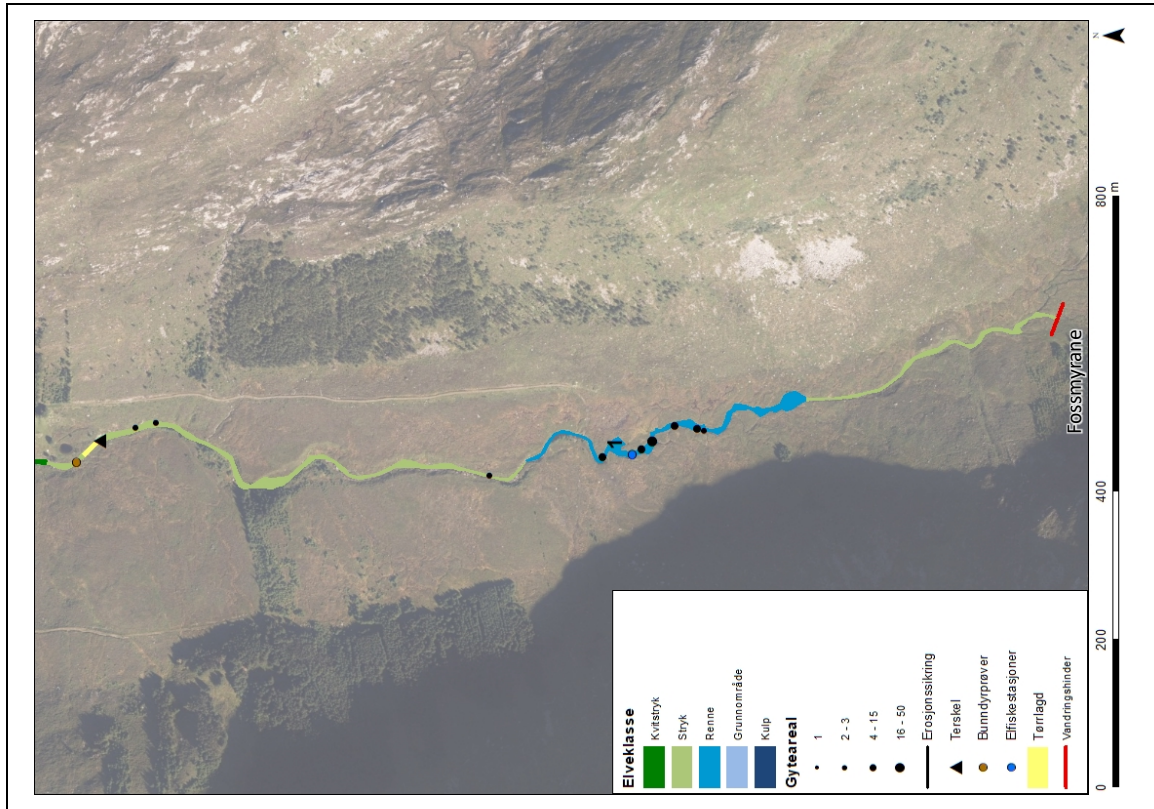 N
1
Fossmyrane
Elveklasse
Kvitstryk
Stryk
Renne
Grunnområde
Kulp
Gyteareal
1
2 - 3
4 - 15
16 - 50
Erosjonssikring
Terskel
Bunndyrprøver
Elfiskestasjoner
Tørrlagd
Vandringshinder
0 200 400 800
m